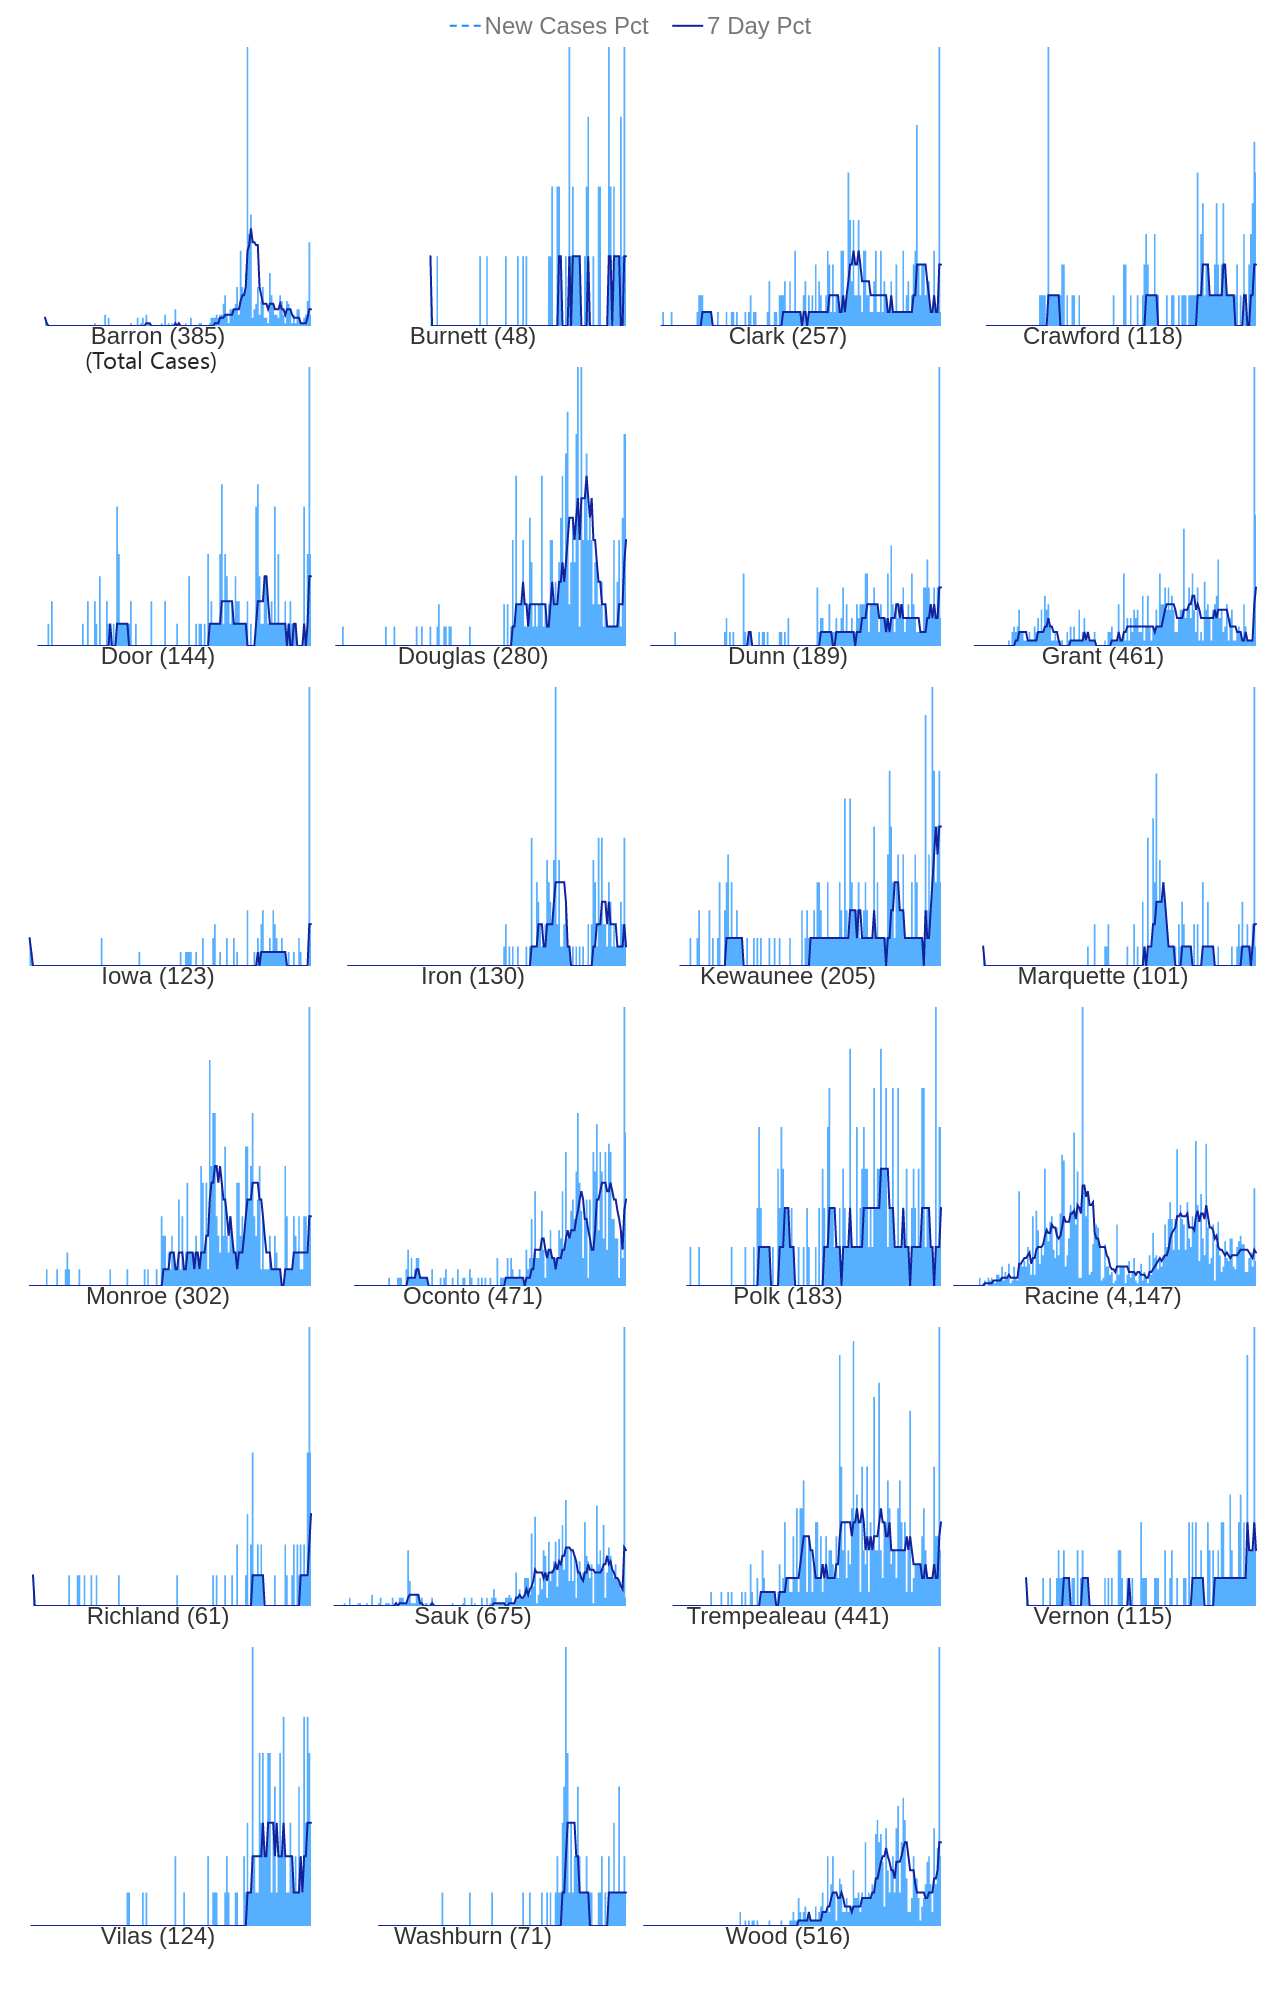 New Cases Pct 7 Day Pct
Barron (385) Burnett (48) Clark (257) Crawford (118)
(Total Cases)
Door (144) Douglas (280) Dunn (189) Grant (461)
Iowa (123) Iron (130) Kewaunee (205) Marquette (101)
Monroe (302) Oconto (471) Polk (183) Racine (4,147)
Richland (61) Sauk (675) Trempealeau (441) Vernon (115)
Vilas (124) Washburn (71) Wood (516)